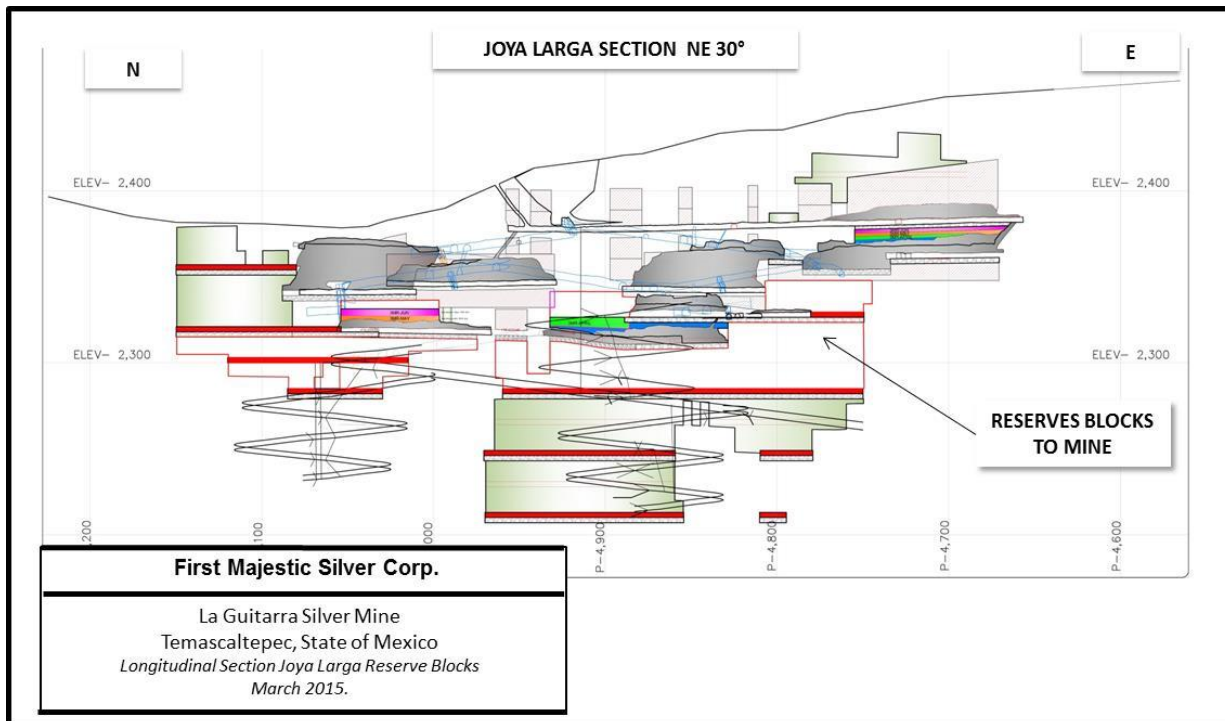 JOYA LARGA SECTION NE 30°
N
E
ELEV- 2,400
ELEV- 2,400
ELEV- 2,300
ELEV- 2,300
RESERVES BLOCKS
TO MINE
,200
,100
,000
P-4,900
P-4,800
P-4,700
P-4,600
First Majestic Silver Corp.
La Guitarra Silver Mine
Temascaltepec, State of Mexico
Longitudinal Section Joya Larga Reserve Blocks
March 2015.